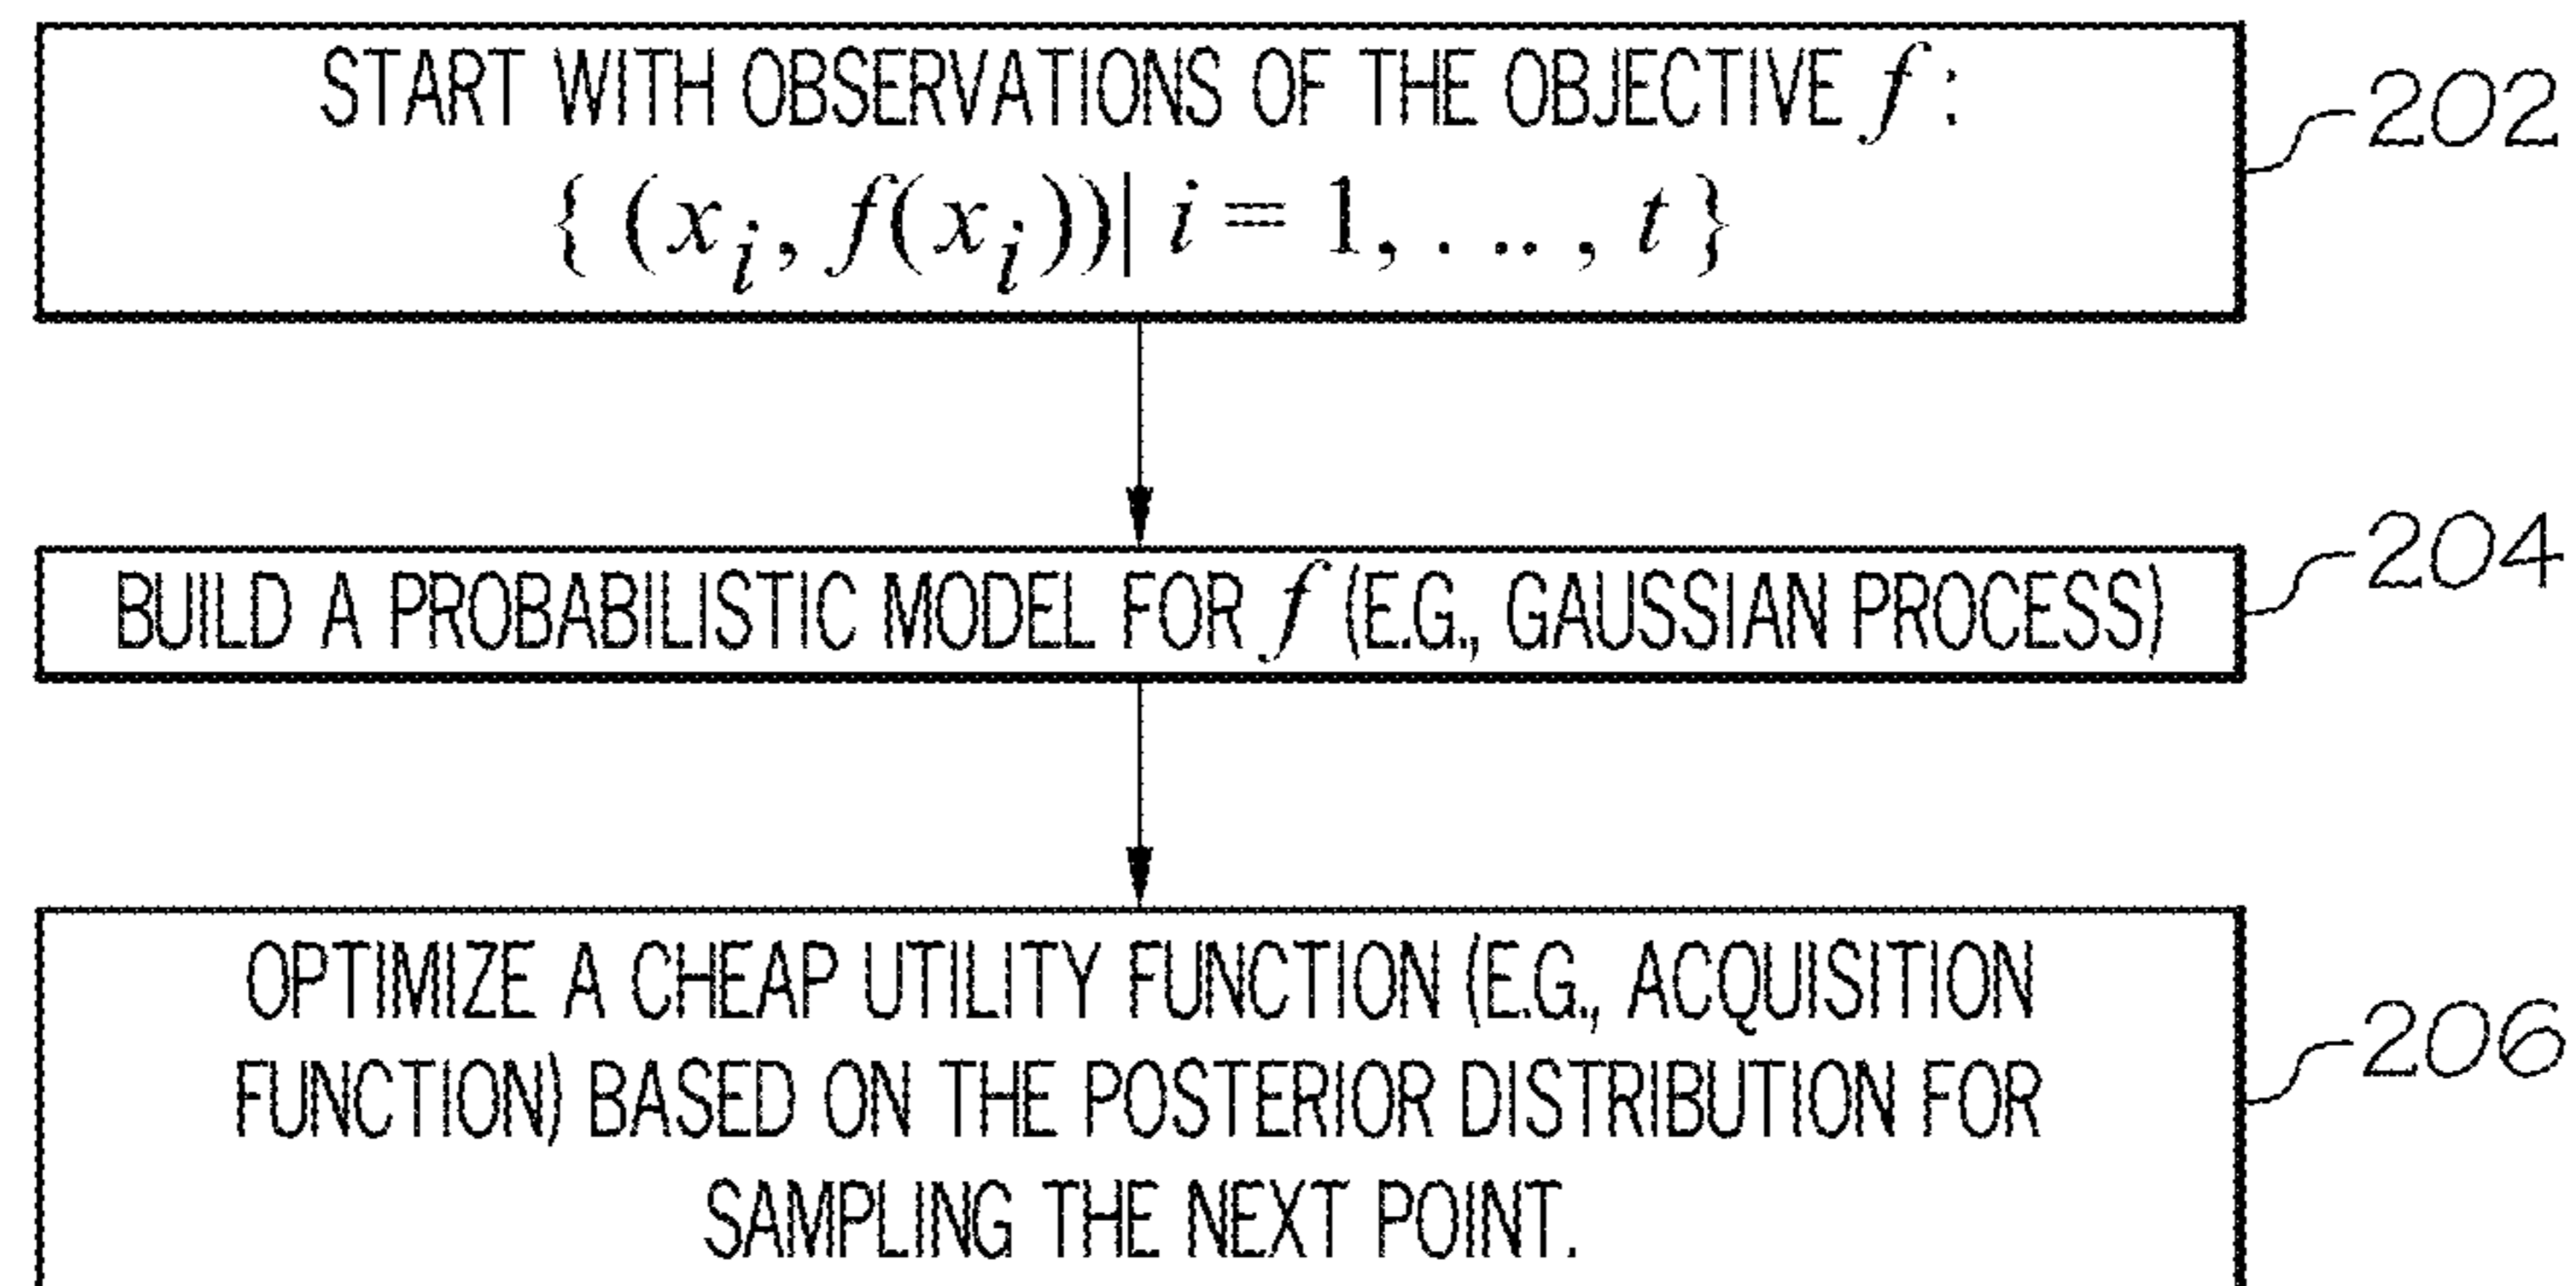 START WITH OBSERVATIONS OF THE OBJECTIVE f :
{ (x_i, f(x_i))| i = 1, . .. , t }
202
BUILD A PROBABILISTIC MODEL FOR f (E.G., GAUSSIAN PROCESS)
204
OPTIMIZE A CHEAP UTILITY FUNCTION (E.G., ACQUISITION
FUNCTION) BASED ON THE POSTERIOR DISTRIBUTION FOR
SAMPLING THE NEXT POINT.
206